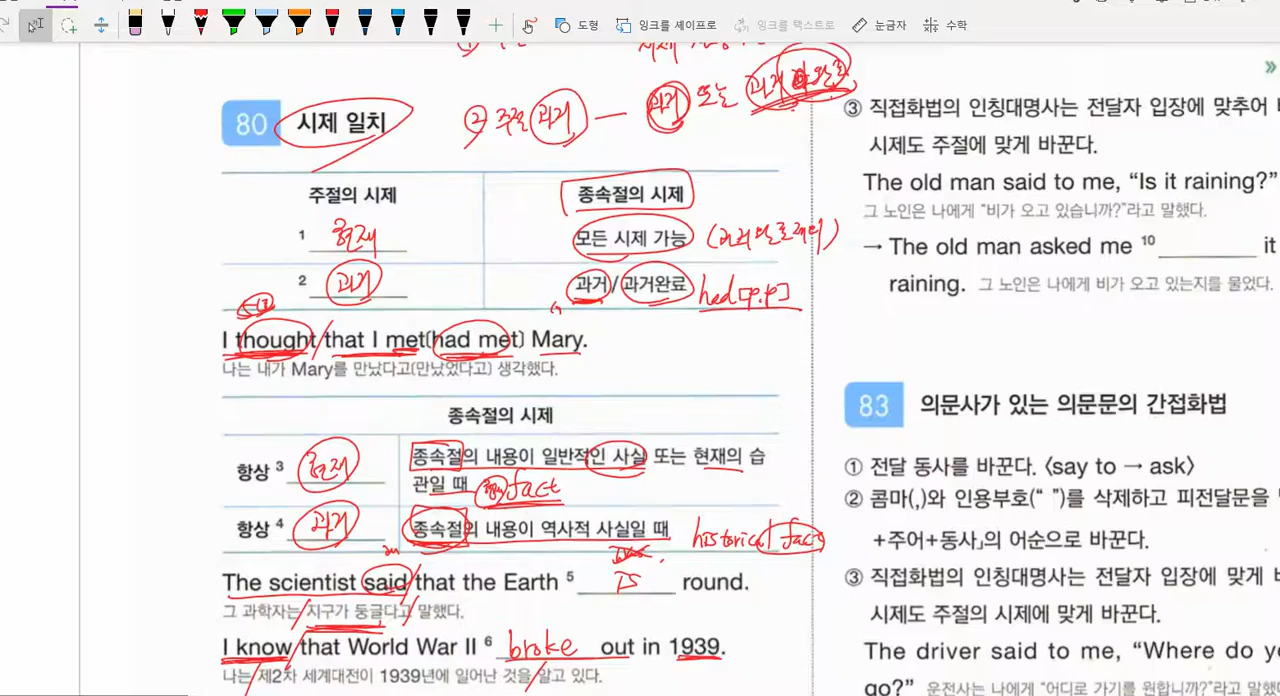 도형 잉크를 셰이프로 잉크를 텍스트로 눈금자 수학
② 주절 과거 — 과거 또는 과거완료
80 시제 일치
주절의 시제 종속절의 시제
1 현재 모든 시제 가능 (과거완료제외)
2 과거 과거/과거완료 had[p.p]
I thought that I met(had met) Mary.
나는 내가 Mary를 만났다고(만났었다고) 생각했다.
종속절의 시제
항상 3 현재 종속절의 내용이 일반적인 사실 또는 현재의 습
관일 때 fact
항상 4 과거 종속절의 내용이 역사적 사실일 때 historical fact
The scientist said that the Earth 5 is round.
그 과학자는 지구가 둥글다고 말했다.
I know that World War II 6 broke out in 1939.
나는 제2차 세계대전이 1939년에 일어난 것을 알고 있다.
③ 직접화법의 인칭대명사는 전달자 입장에 맞추어
시제도 주절에 맞게 바꾼다.
The old man said to me, “Is it raining?”
그 노인은 나에게 “비가 오고 있습니까?”라고 말했다.
→ The old man asked me 10 it
raining. 그 노인은 나에게 비가 오고 있는지를 물었다.
83 의문사가 있는 의문문의 간접화법
① 전달 동사를 바꾼다. 〈say to → ask〉
② 콤마(,)와 인용부호(“ ”)를 삭제하고 피전달문을
+주어+동사」의 어순으로 바꾼다.
③ 직접화법의 인칭대명사는 전달자 입장에 맞게
시제도 주절의 시제에 맞게 바꾼다.
The driver said to me, “Where do yo
go?” 운전사는 나에게 “어디로 가기를 원합니까?”라고 말했